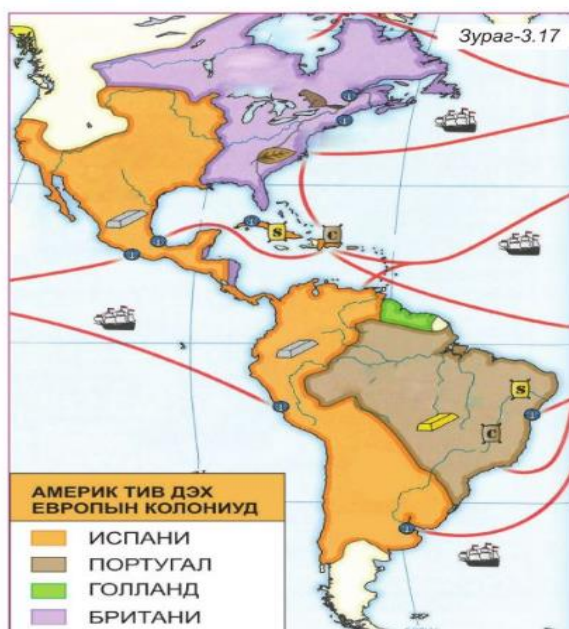 Зураг-3.17
S
C
S
C
АМЕРИК ТИВ ДЭХ
ЕВРОПЫН КОЛОНИУД
ИСПАНИ
ПОРТУГАЛ
ГОЛЛАНД
БРИТАНИ